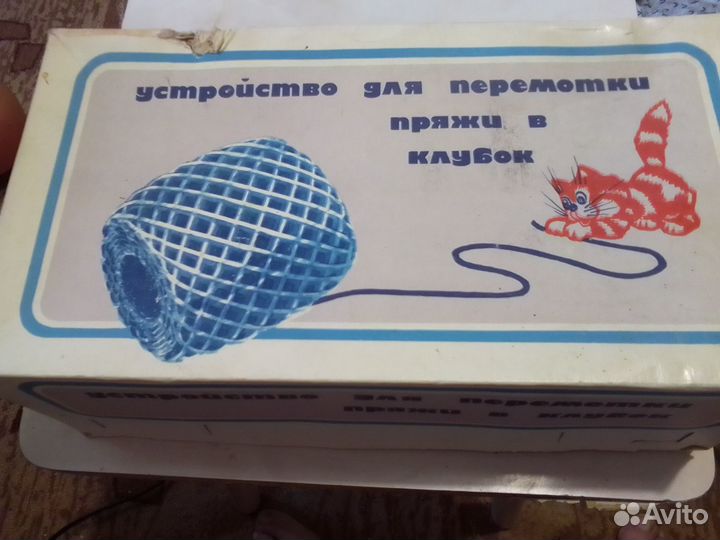 устройство для перемотки
пряжи в
клубок
устройство для перемотки
пряжи в клубок
Avito